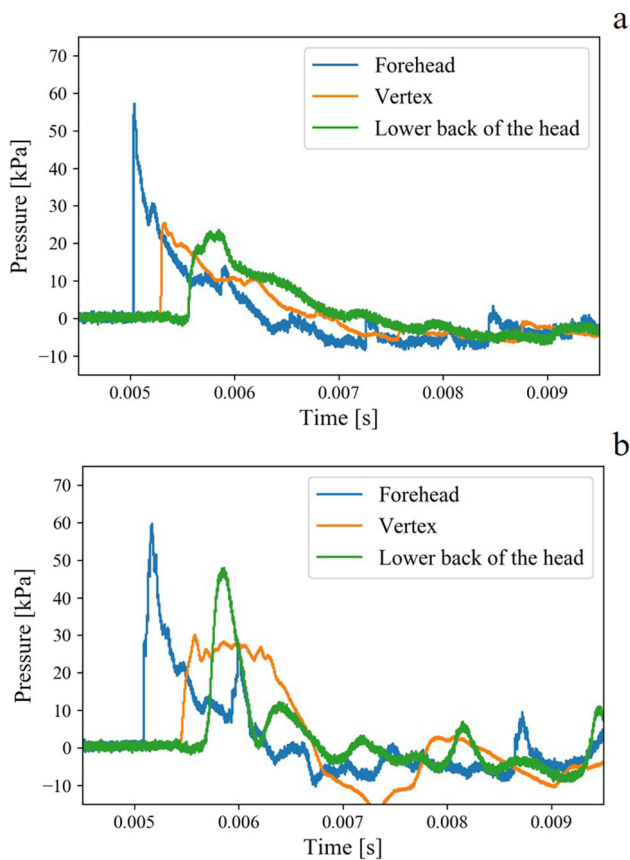 a
70
60
50
40
30
20
10
0
−10
Pressure [kPa]
Forehead
Vertex
Lower back of the head
0.005 0.006 0.007 0.008 0.009
Time [s]
b
70
60
50
40
30
20
10
0
−10
Pressure [kPa]
Forehead
Vertex
Lower back of the head
0.005 0.006 0.007 0.008 0.009
Time [s]